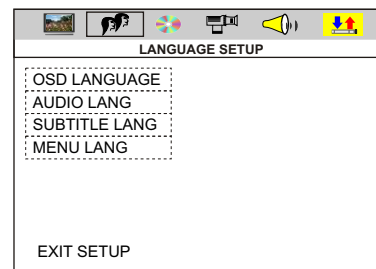 LANGUAGE SETUP
OSD LANGUAGE
AUDIO LANG
SUBTITLE LANG
MENU LANG
EXIT SETUP